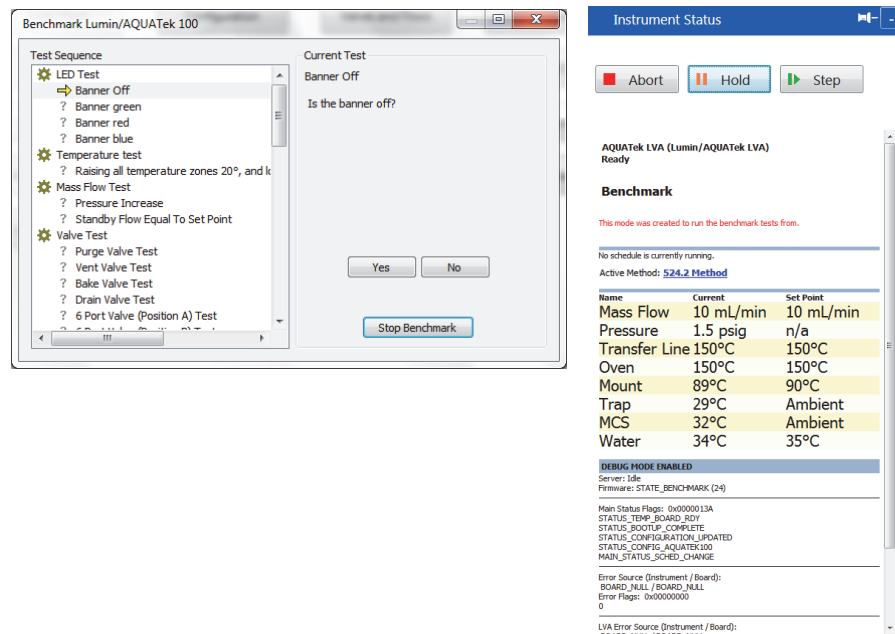 Benchmark Lumin/AQUATek 100
Test Sequence
LED Test
Banner Off
? Banner green
? Banner red
? Banner blue
Temperature test
? Raising all temperature zones 20°, and
Mass Flow Test
? Pressure Increase
? Standby Flow Equal To Set Point
Valve Test
? Purge Valve Test
? Vent Valve Test
? Bake Valve Test
? Drain Valve Test
? 6 Port Valve (Position A) Test
Current Test
Banner Off
Is the banner off?
Yes No
Stop Benchmark
Instrument Status
Abort Hold Step
AQUATek LVA (Lumin/AQUATek LVA)
Ready
Benchmark
This mode was created to run the benchmark tests from.
No schedule is currently running.
Active Method: 524.2 Method
Name Current Set Point
Mass Flow 10 mL/min 10 mL/min
Pressure 1.5 psig n/a
Transfer Line 150°C 150°C
Oven 150°C 150°C
Mount 89°C 90°C
Trap 29°C Ambient
MCS 32°C Ambient
Water 34°C 35°C
DEBUG MODE ENABLED
Server: Idle
Firmware: STATE_BENCHMARK (24)
Main Status Flags: 0x0000013A
STATUS_TEMP_BOARD_RDY
STATUS_BOOTUP_COMPLETE
STATUS_CONFIGURATION_UPDATED
STATUS_CONFIG_AQUATEK100
MAIN_STATUS_SCHED_CHANGE
Error Source (Instrument / Board):
BOARD_NULL / BOARD_NULL
Error Flags: 0x00000000
0
LVA Error Source (Instrument / Board):